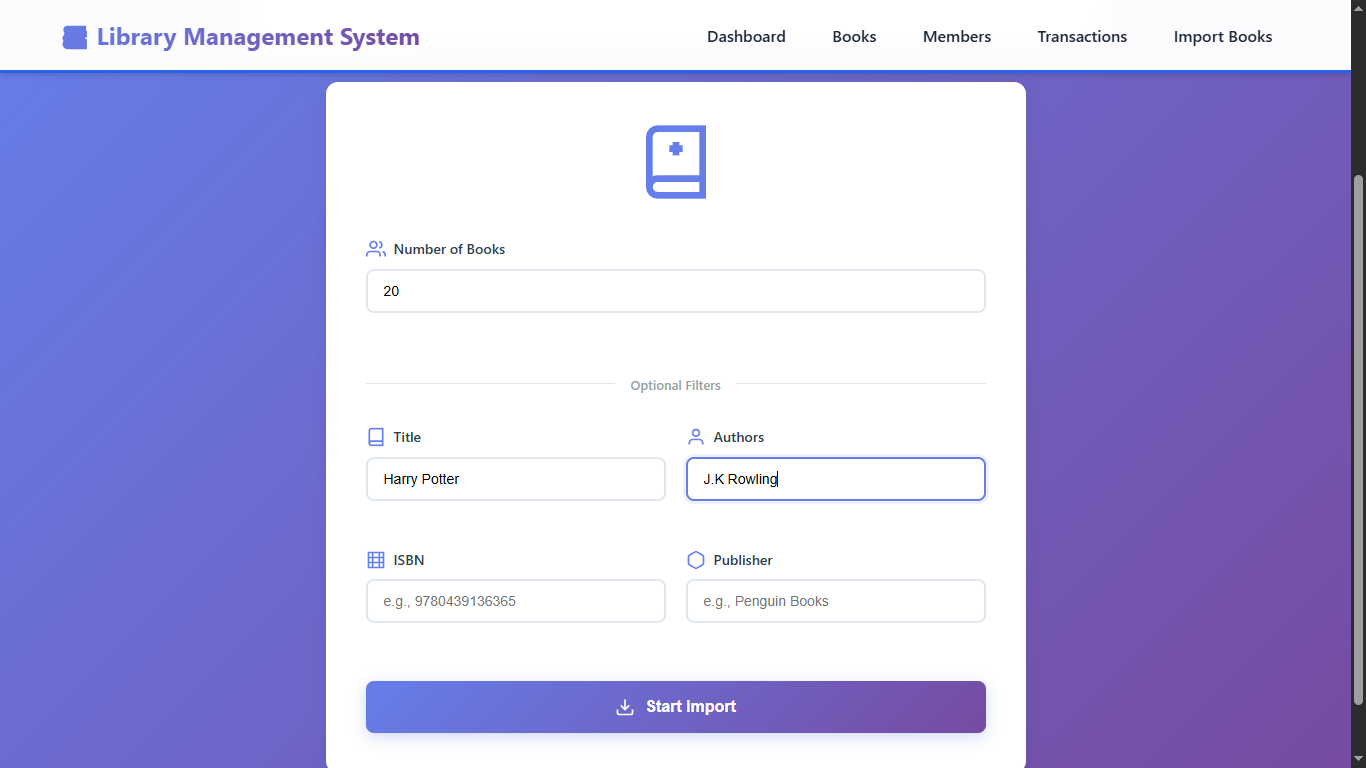 Library Management System
Dashboard Books Members Transactions Import Books
Number of Books
20
Optional Filters
Title Authors
Harry Potter J.K Rowling
ISBN Publisher
e.g., 9780439136365 e.g., Penguin Books
Start Import